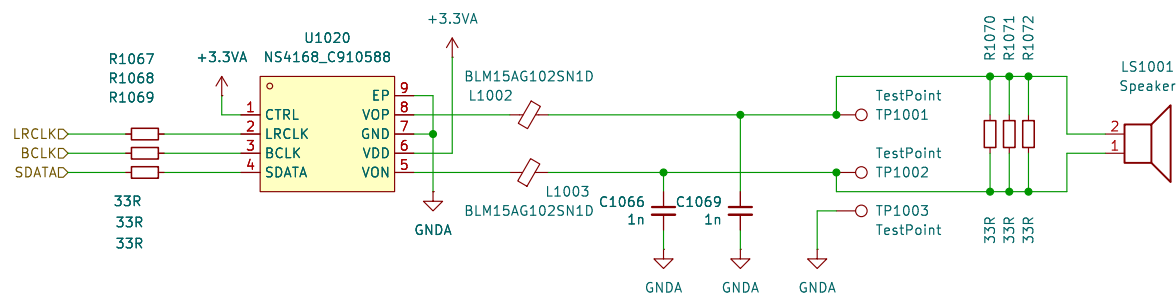 +3.3VA
U1020
NS4168_C910588
R1067
R1068
R1069
+3.3VA
LRCLK
BCLK
SDATA
1
2
3
4
CTRL
LRCLK
BCLK
SDATA
EP
VOP
GND
VDD
VON
9
8
7
6
5
33R
33R
33R
GNDA
BLM15AG102SN1D
L1002
L1003
BLM15AG102SN1D
C1066
1n
C1069
1n
GNDA
GNDA
GNDA
TestPoint
TP1001
TestPoint
TP1002
TP1003
TestPoint
R1070
R1071
R1072
33R
33R
33R
LS1001
Speaker
2
1